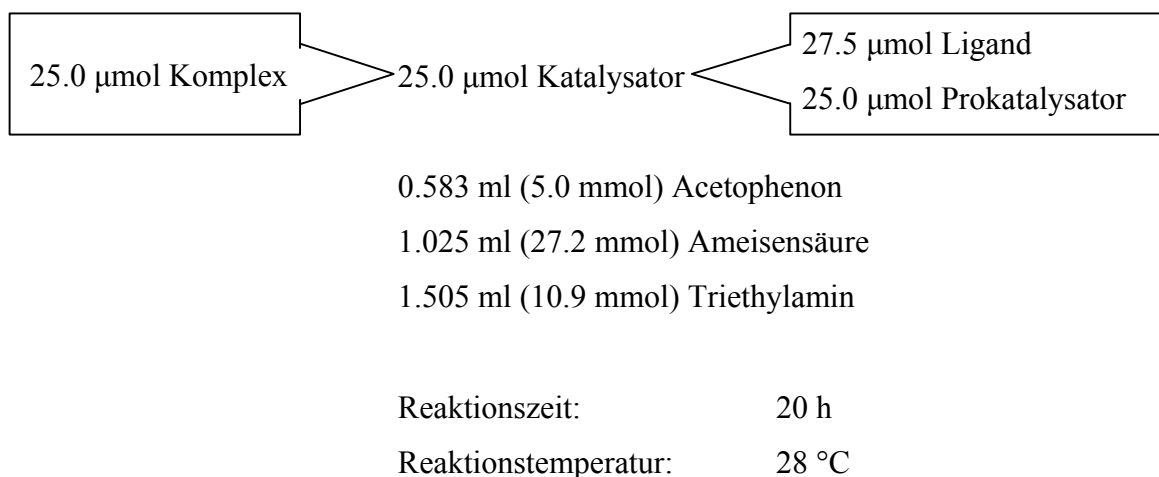 25.0 μmol Komplex
25.0 μmol Katalysator
27.5 μmol Ligand
25.0 μmol Prokatalysator
0.583 ml (5.0 mmol) Acetophenon
1.025 ml (27.2 mmol) Ameisensäure
1.505 ml (10.9 mmol) Triethylamin
Reaktionszeit: 20 h
Reaktionstemperatur: 28 °C